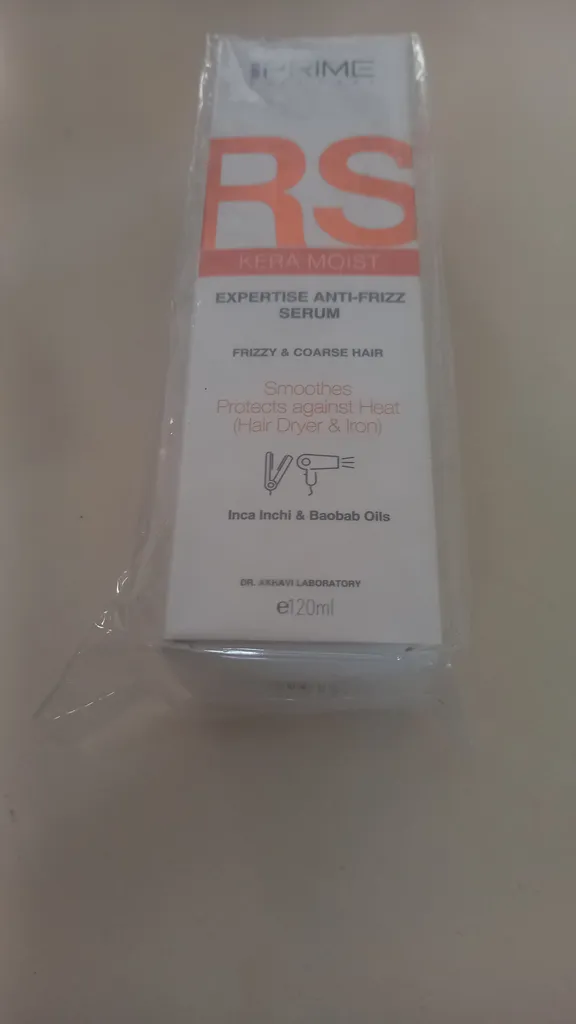 PRIME
RS
KERA MOIST
EXPERTISE ANTI-FRIZZ
SERUM
FRIZZY & COARSE HAIR
Smoothes
Protects against Heat
(Hair Dryer & Iron)
Inca Inchi & Baobab Oils
DR. AKHAVI LABORATORY
e120ml